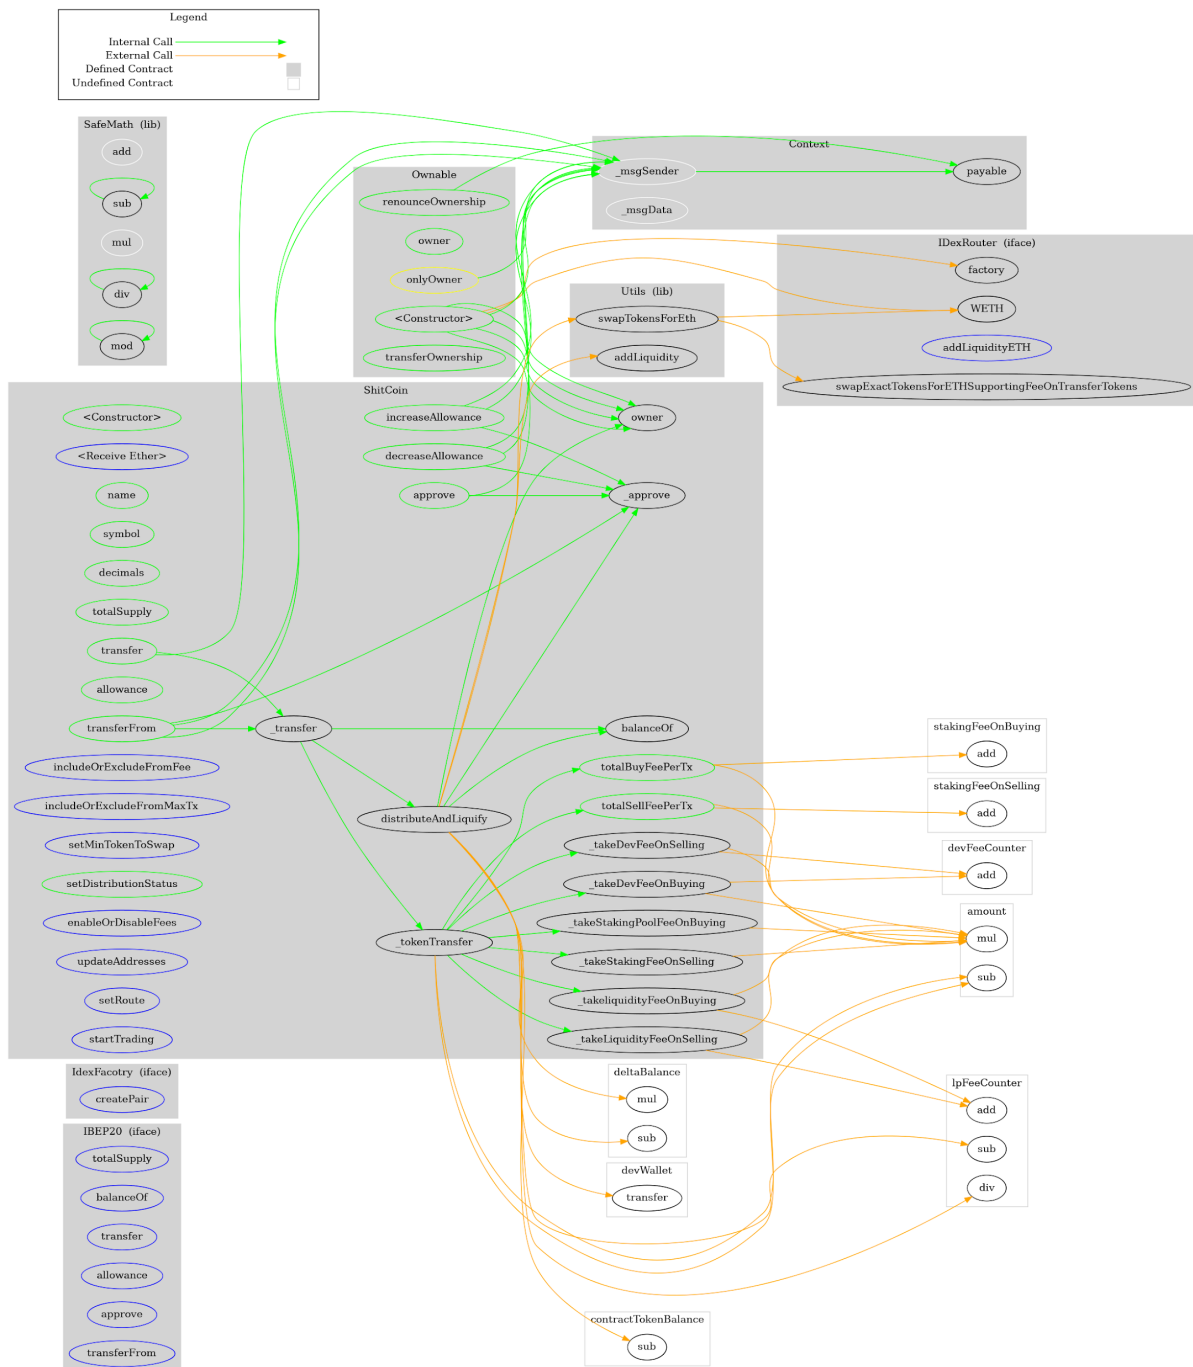 Legend
Internal Call
External Call
Defined Contract
Undefined Contract
SafeMath (lib)
add
sub
mul
div
mod
Ownable
renounceOwnership
owner
onlyOwner
<Constructor>
transferOwnership
Context
_msgSender
payable
_msgData
Utils (lib)
swapTokensForEth
addLiquidity
IDexRouter (iface)
factory
WETH
addLiquidityETH
swapExactTokensForETHSupportingFeeOnTransferTokens
ShitCoin
<Constructor>
<Receive Ether>
name
symbol
decimals
totalSupply
transfer
allowance
transferFrom
includeOrExcludeFromFee
includeOrExcludeFromMaxTx
setMinTokenToSwap
setDistributionStatus
enableOrDisableFees
updateAddresses
setRoute
startTrading
_transfer
increaseAllowance
decreaseAllowance
approve
distributeAndLiquify
_tokenTransfer
owner
_approve
balanceOf
totalBuyFeePerTx
totalSellFeePerTx
_takeDevFeeOnSelling
_takeDevFeeOnBuying
_takeStakingPoolFeeOnBuying
_takeStakingFeeOnSelling
_takeliquidityFeeOnBuying
_takeLiquidityFeeOnSelling
stakingFeeOnBuying
add
stakingFeeOnSelling
add
devFeeCounter
add
amount
mul
sub
lpFeeCounter
add
sub
div
deltaBalance
mul
sub
devWallet
transfer
contractTokenBalance
sub
IdexFacotry (iface)
createPair
IBEP20 (iface)
totalSupply
balanceOf
transfer
allowance
approve
transferFrom